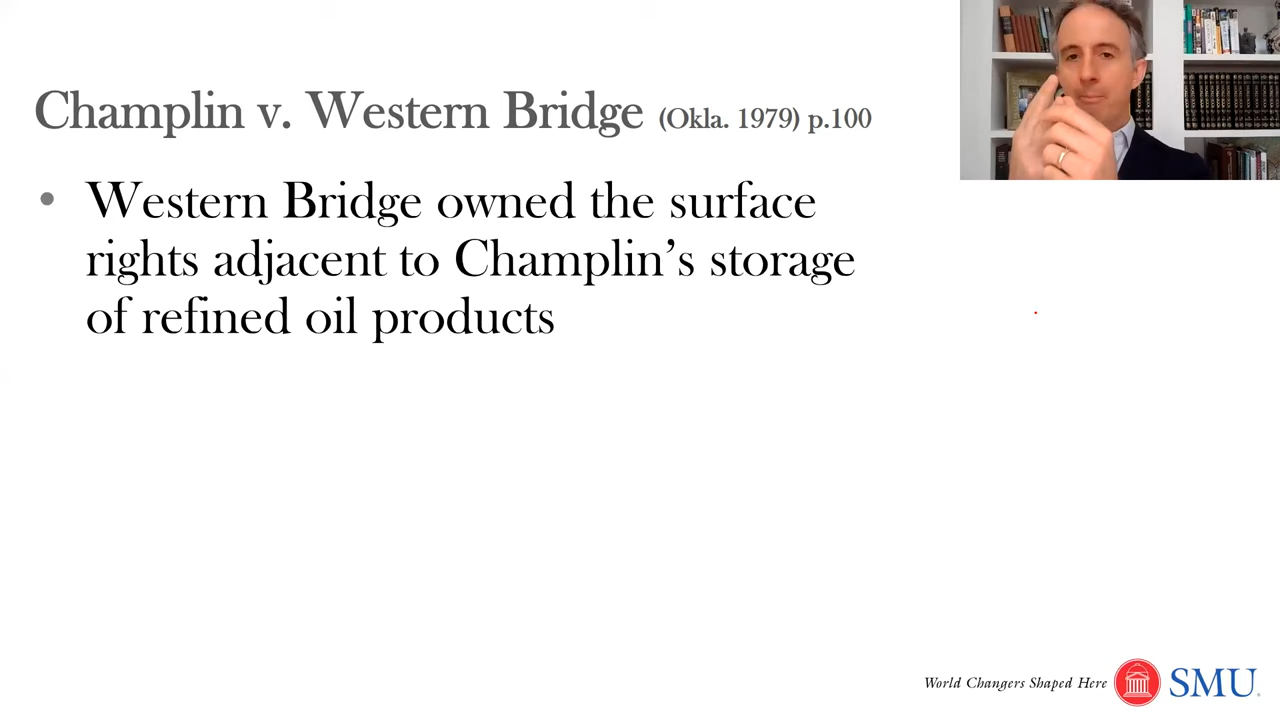 Champlin v. Western Bridge (Okla. 1979) p.100
• Western Bridge owned the surface
rights adjacent to Champlin’s storage
of refined oil products
World Changers Shaped Here SMU